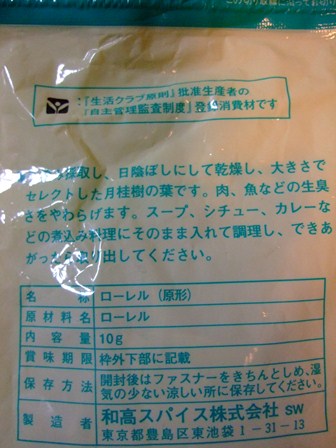 ：『生活クラブ原則』批准生産者の
『自主管理監査制度』登録消費材です
採取し、日陰ぼしにして乾燥し、大きさで
セレクトした月桂樹の葉です。肉、魚などの生臭
さをやわらげます。スープ、シチュー、カレーな
どの煮込み料理にそのまま入れて調理し、できあ
がったら取り出してください。
名 称 ローレル（原形）
原材料名 ローレル
内容量 10g
賞味期限 枠外下部に記載
保存方法 開封後はファスナーをきちんとしめ、湿
気の少ない涼しい所に保存してください。
製造者 和高スパイス株式会社 SW
東京都豊島区東池袋1-31-13